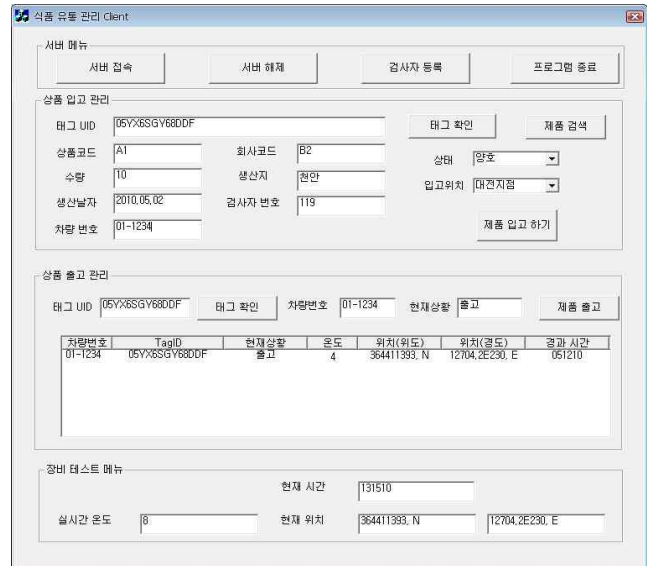 식품 유통 관리 Client
서버 메뉴
서버 접속 서버 해제 검사자 등록 프로그램 종료
상품 입고 관리
태그 UID 05YX6SGY68DDF 태그 확인 제품 검색
상품코드 A1 회사코드 B2 상태 양호
수량 10 생산지 천안 입고위치 대전지점
생산날자 2010,05,02 검사자 번호 119
차량 번호 01-1234 제품 입고 하기
상품 출고 관리
태그 UID 05YX6SGY68DDF 태그 확인 차량번호 01-1234 현재상황 출고 제품 출고
차량번호 TagID 현재상황 온도 위치(위도) 위치(경도) 경과 시간
01-1234 05YX6SGY68DDF 출고 4 364411393, N 12704,2E230, E 051210
장비 테스트 메뉴
현재 시간 131510
실시간 온도 8 현재 위치 364411393, N 12704,2E230, E